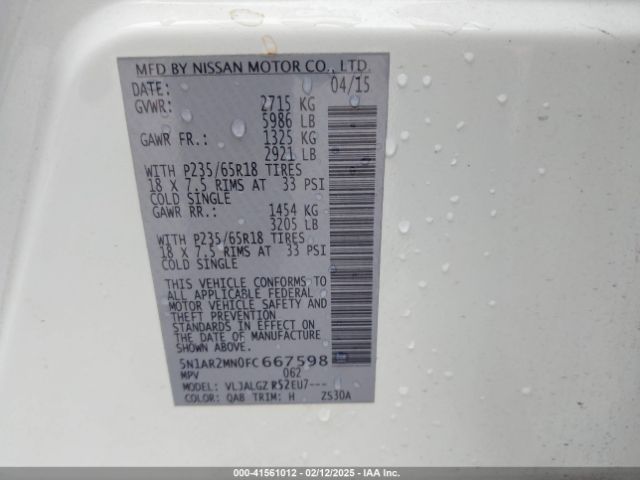 MFD BY NISSAN MOTOR CO., LTD.
DATE: 04/15
GVWR: 2715 KG
5986 LB
GAWR FR.: 1325 KG
2921 LB
WITH P235/65R18 TIRES
18 X 7.5 RIMS AT 33 PSI
COLD SINGLE
GAWR RR.: 1454 KG
3205 LB
WITH P235/65R18 TIRES
18 X 7.5 RIMS AT 33 PSI
COLD SINGLE
THIS VEHICLE CONFORMS TO
ALL APPLICABLE FEDERAL
MOTOR VEHICLE SAFETY AND
THEFT PREVENTION
STANDARDS IN EFFECT ON
THE DATE OF MANUFACTURE
SHOWN ABOVE.
5N1AR2MN0FC667598
MPV 062
MODEL: VLJALGZ R52EU7---
COLOR: QAB TRIM: H ZS30A
000-41561012 - 02/12/2025 - IAA Inc.